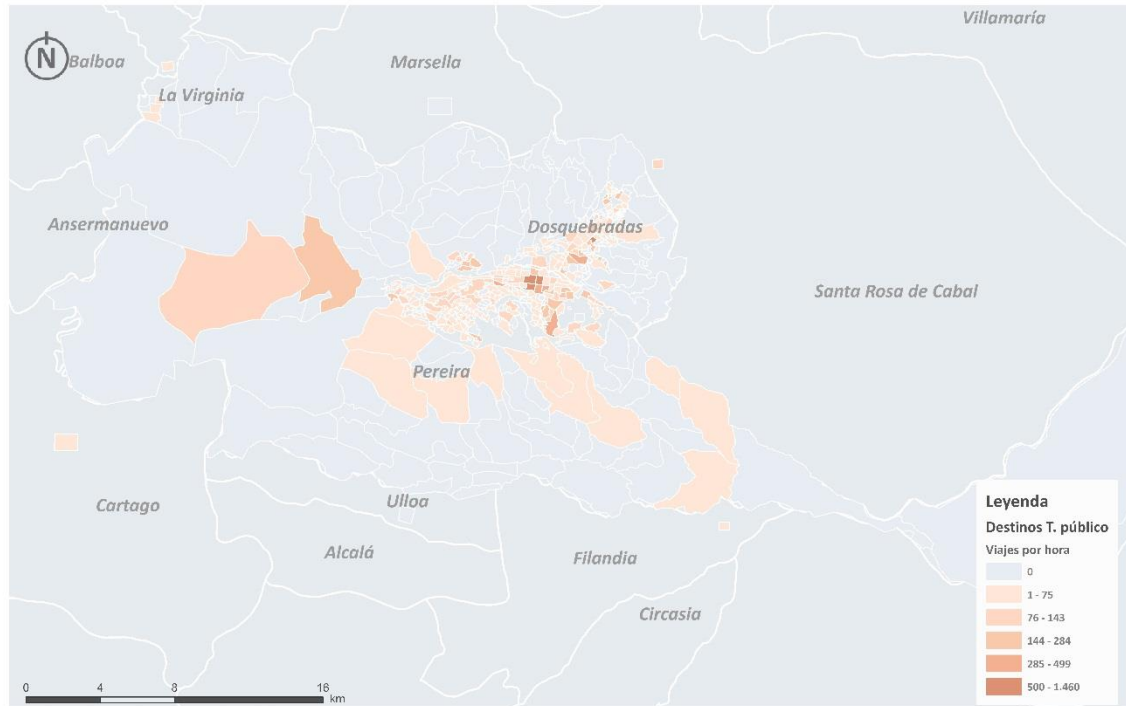 Villamaría
N
Balboa
Marsella
La Virginia
Ansermanuevo
Dosquebradas
Santa Rosa de Cabal
Pereira
Cartago
Ulloa
Alcalá
Filandia
Circasia
Leyenda
Destinos T. público
Viajes por hora
0
1 - 75
76 - 143
144 - 284
285 - 499
500 - 1.460
0 4 8 16
km